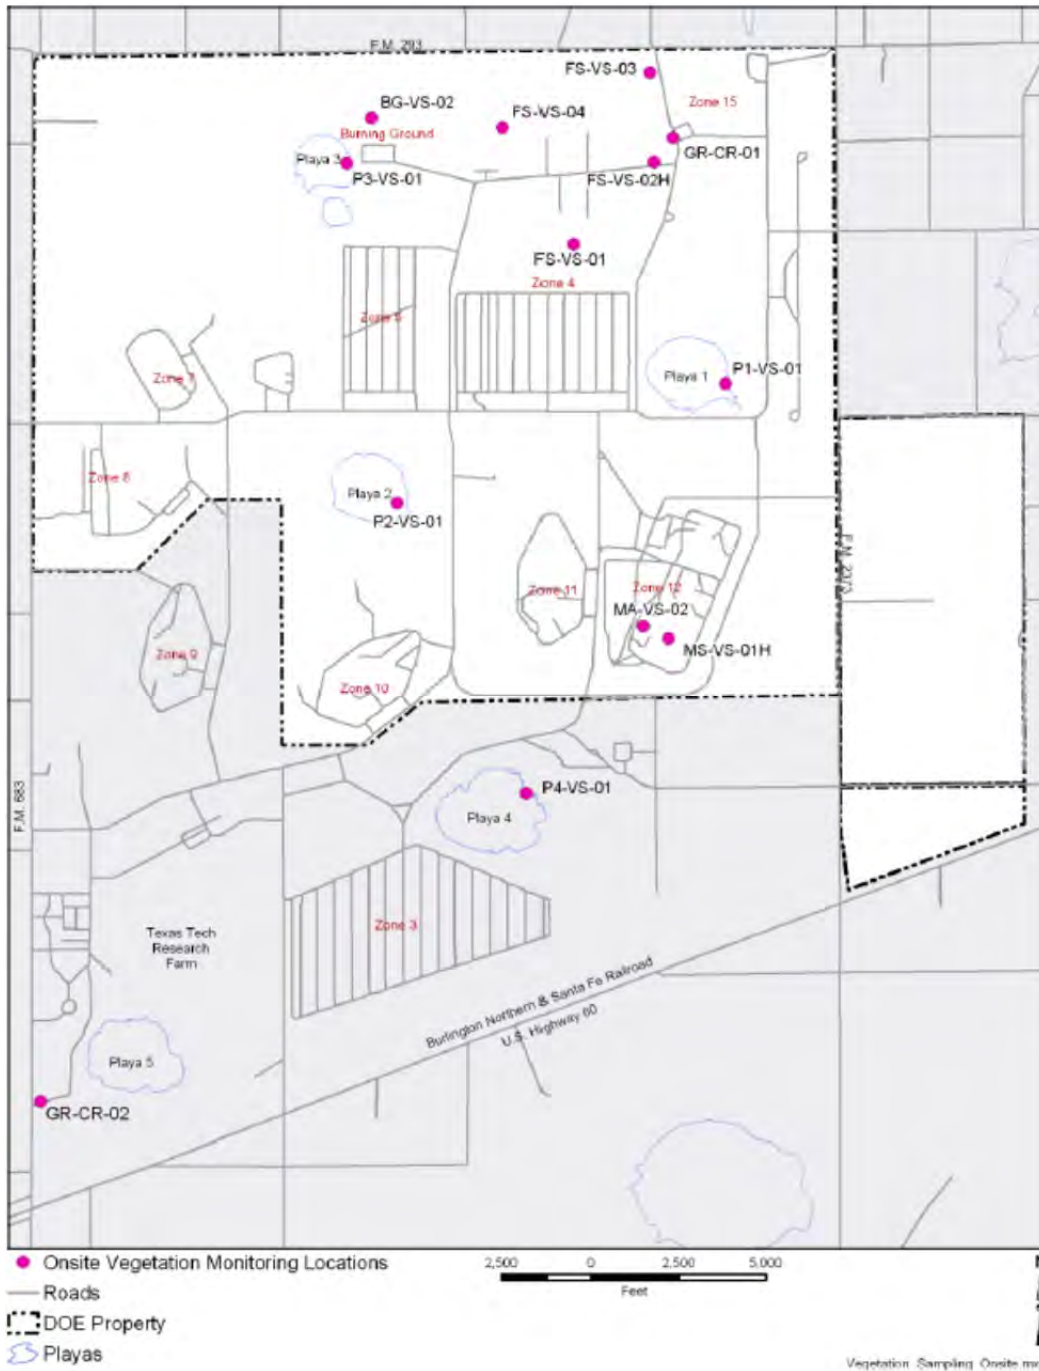 F.M. 293
FS-VS-03
Zone 15
BG-VS-02
FS-VS-04
Burning Ground
GR-CR-01
Playa 3
P3-VS-01
FS-VS-02H
FS-VS-01
Zone 4
Zone 5
Zone 7
Playa 1
P1-VS-01
Zone 8
Playa 2
P2-VS-01
F.M. 2373
Zone 11
Zone 12
MA-VS-02
MS-VS-01H
Zone 9
Zone 10
F.M. 683
P4-VS-01
Playa 4
Zone 3
Texas Tech
Research
Farm
Burlington Northern & Santa Fe Railroad
U.S. Highway 60
Playa 5
GR-CR-02
Onsite Vegetation Monitoring Locations
Roads
DOE Property
Playas
2,500 0 2,500 5,000
Feet
Vegetation Sampling Onsite